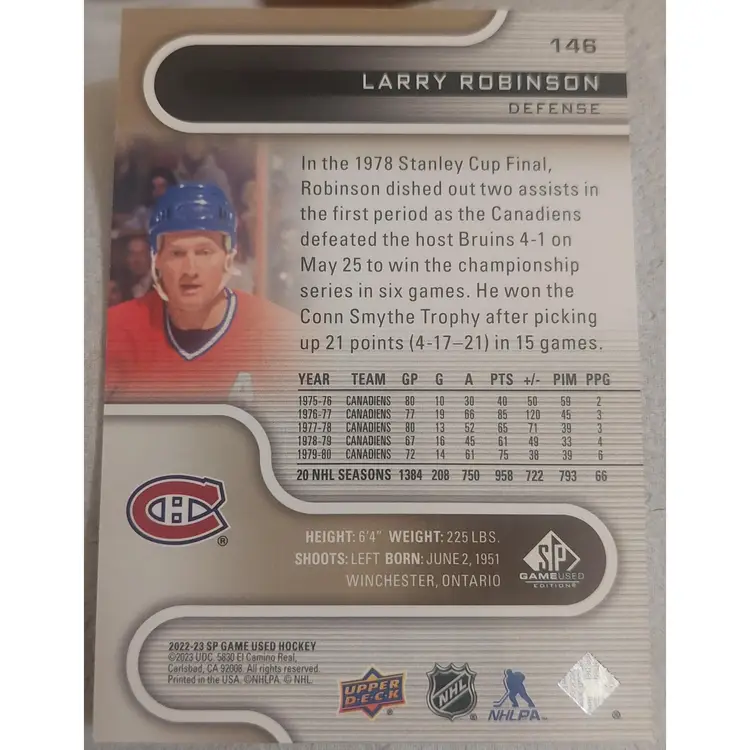 146
LARRY ROBINSON
DEFENSE
In the 1978 Stanley Cup Final,
Robinson dished out two assists in
the first period as the Canadiens
defeated the host Bruins 4-1 on
May 25 to win the championship
series in six games. He won the
Conn Smythe Trophy after picking
up 21 points (4-17–21) in 15 games.
YEAR TEAM GP G A PTS +/- PIM PPG
1975-76 CANADIENS 80 10 30 40 50 59 2
1976-77 CANADIENS 77 19 66 85 120 45 3
1977-78 CANADIENS 80 13 52 65 71 39 3
1978-79 CANADIENS 67 16 45 61 49 33 4
1979-80 CANADIENS 72 14 61 75 38 39 6
20 NHL SEASONS 1384 208 750 958 722 793 66
A
CH ®
HEIGHT: 6'4" WEIGHT: 225 LBS.
SHOOTS: LEFT BORN: JUNE 2, 1951
WINCHESTER, ONTARIO
SP
GAMEUSED
EDITION®
2022-23 SP GAME USED HOCKEY
©2023 UDC. 5830 El Camino Real,
Carlsbad, CA 92008. All rights reserved.
Printed in the USA. ©NHLPA. © NHL.
UPPER
D·E·C·K
NHL
NHLPA